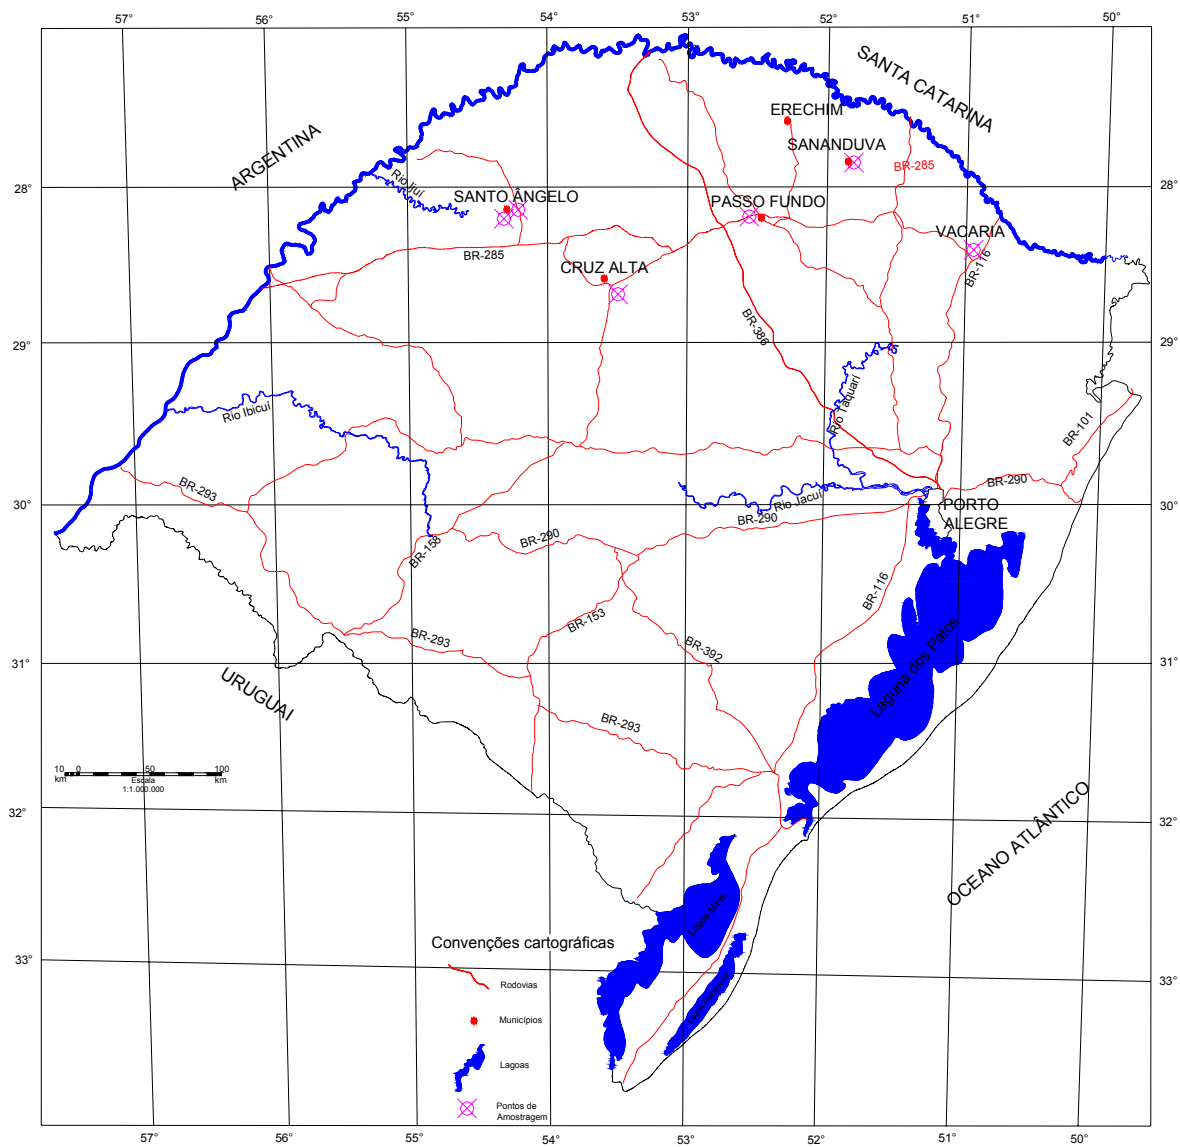 57°
56°
55°
54°
53°
52°
51°
50°
SANTA CATARINA
ERECHIM
ARGENTINA
SANANDUVA
BR-285
28°
28°
Rio Ijuí
SANTO ÂNGELO
PASSO FUNDO
VACARIA
BR-285
CRUZ ALTA
BR-116
BR-386
29°
29°
Rio Taquari
Rio Ibicuí
BR-101
BR-293
BR-290
Rio Jacuí
30°
30°
PORTO
ALEGRE
BR-290
BR-290
BR-158
BR-116
BR-153
BR-293
BR-392
Laguna dos Patos
31°
31°
URUGUAI
BR-293
10 0 50 100
km Escala km
1:1.000.000
32°
32°
OCEANO ATLÂNTICO
Lagoa Mirim
Convenções cartográficas
33°
33°
Rodovias
Municípios
Lagoas
Pontos de
Amostragem
57°
56°
55°
54°
53°
52°
51°
50°